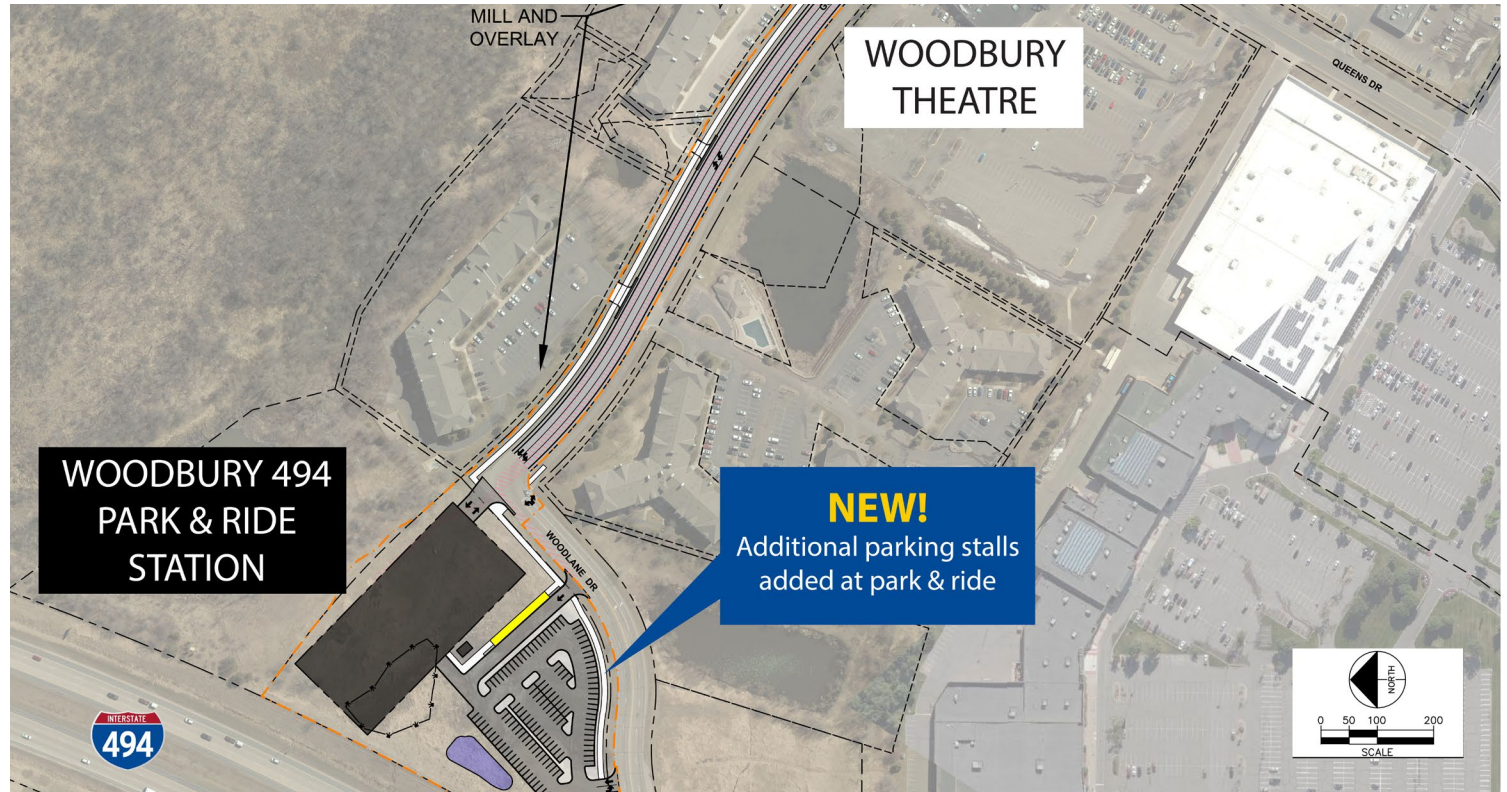 MILL AND
OVERLAY
WOODBURY
THEATRE
QUEENS DR
WOODBURY 494
PARK & RIDE
STATION
NEW!
Additional parking stalls
added at park & ride
WOODLANE DR
INTERSTATE
494
NORTH
0 50 100 200
SCALE